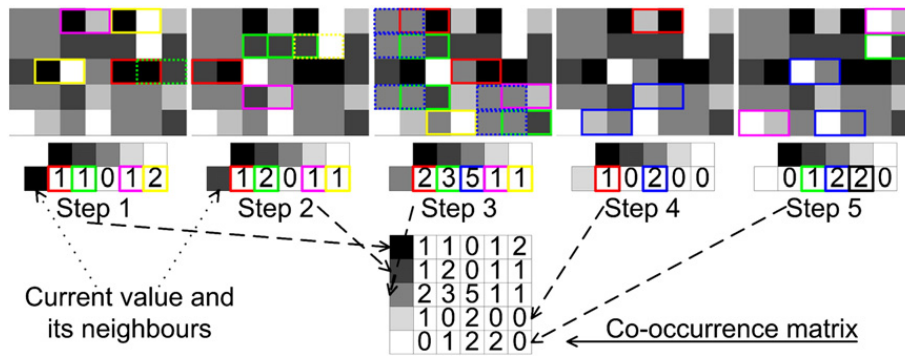 1 1 0 1 2
1 2 0 1 1
2 3 5 1 1
1 0 2 0 0
0 1 2 2 0
Step 1
Step 2
Step 3
Step 4
Step 5
1 1 0 1 2
1 2 0 1 1
2 3 5 1 1
1 0 2 0 0
0 1 2 2 0
Current value and
its neighbours
Co-occurrence matrix